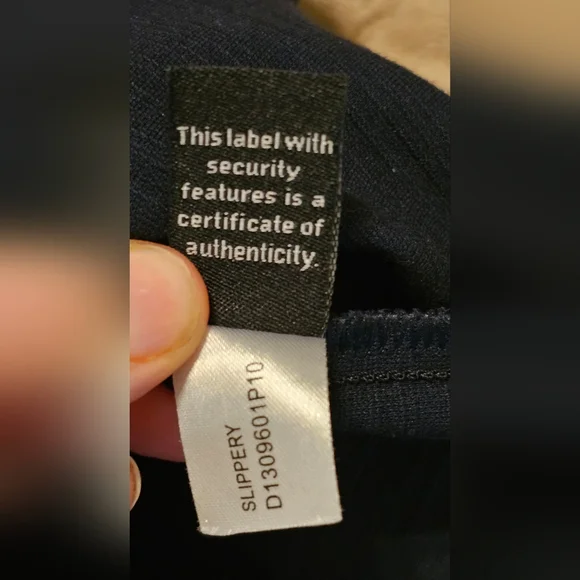 This label with
security
features is a
certificate of
authenticity.
SLIPPERY
D1309601P10